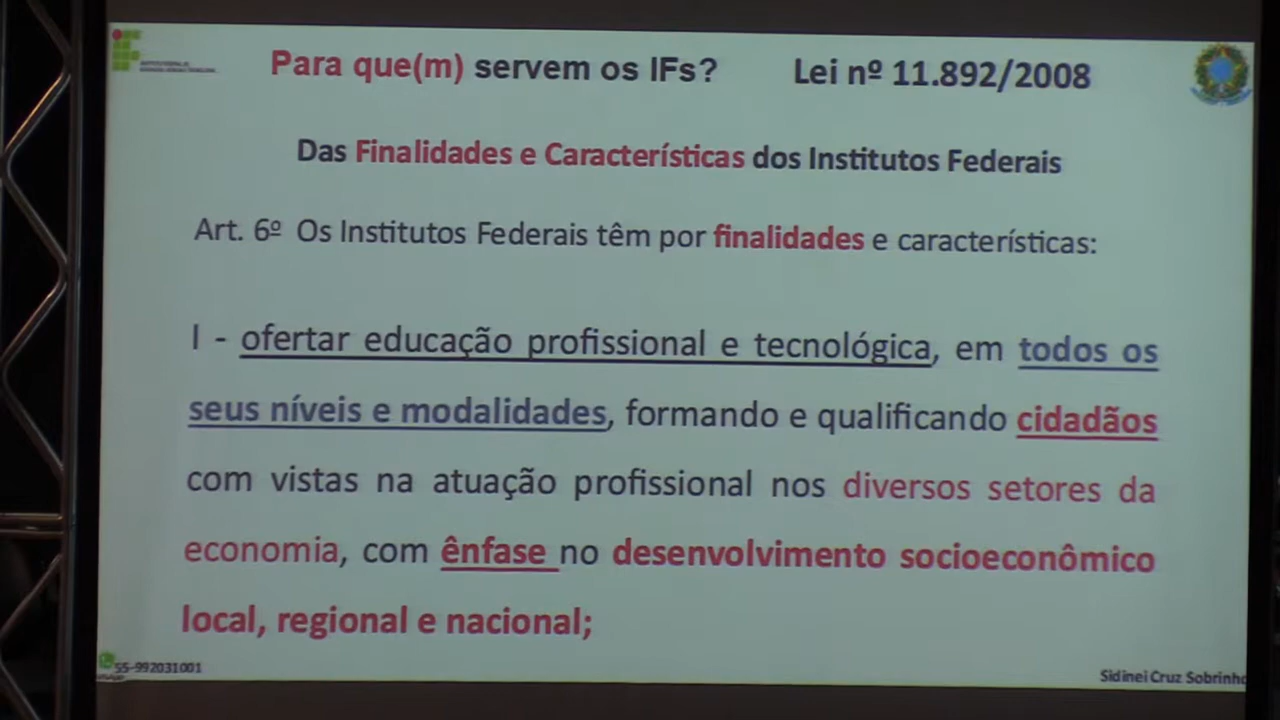 Para que(m) servem os IFs? Lei nº 11.892/2008
Das Finalidades e Características dos Institutos Federais
Art. 6º Os Institutos Federais têm por finalidades e características:
I - ofertar educação profissional e tecnológica, em todos os
seus níveis e modalidades, formando e qualificando cidadãos
com vistas na atuação profissional nos diversos setores da
economia, com ênfase no desenvolvimento socioeconômico
local, regional e nacional;
55-992031001
Sidinei Cruz Sobrinho